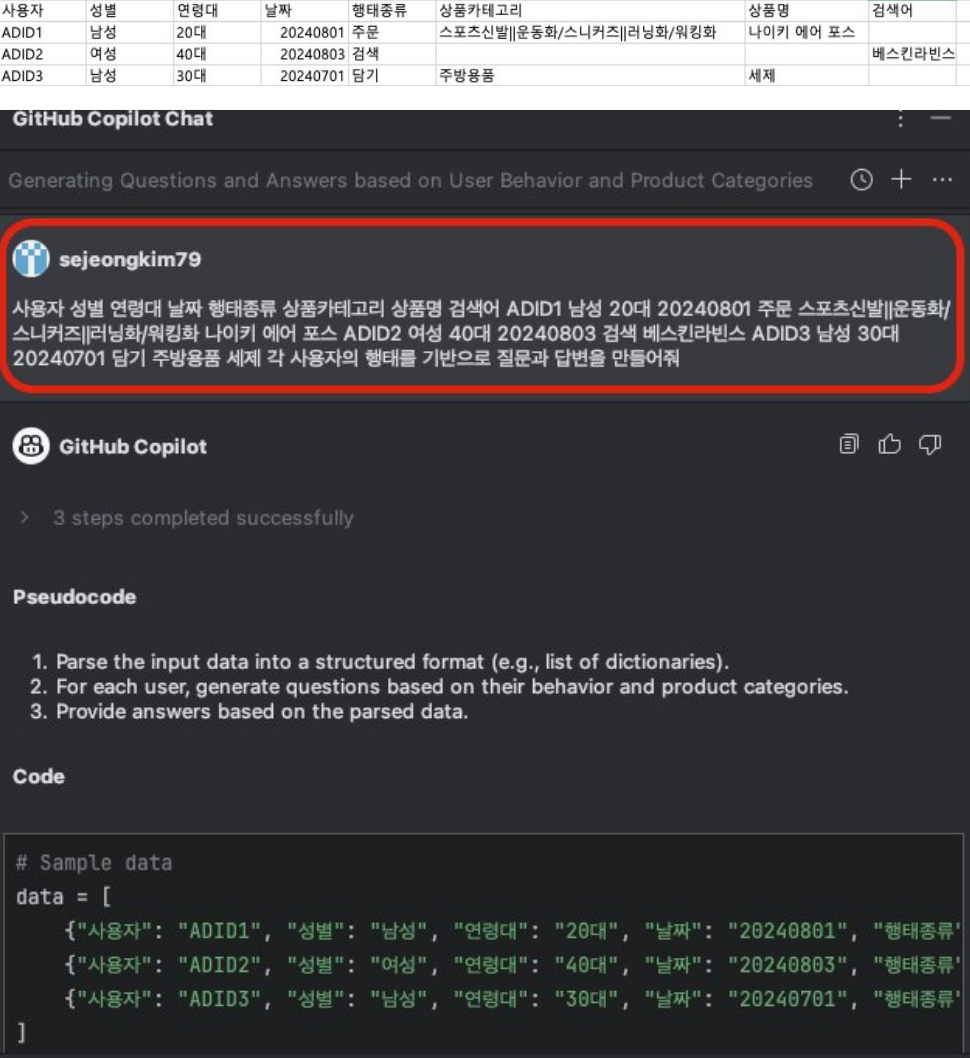 사용자 성별 연령대 날짜 행태종류 상품카테고리 상품명 검색어
ADID1 남성 20대 20240801 주문 스포츠신발||운동화/스니커즈||러닝화/워킹화 나이키 에어 포스
ADID2 여성 40대 20240803 검색 베스킨라빈스
ADID3 남성 30대 20240701 담기 주방용품 세제
GitHub Copilot Chat
Generating Questions and Answers based on User Behavior and Product Categories
sejeongkim79
사용자 성별 연령대 날짜 행태종류 상품카테고리 상품명 검색어 ADID1 남성 20대 20240801 주문 스포츠신발||운동화/
스니커즈||러닝화/워킹화 나이키 에어 포스 ADID2 여성 40대 20240803 검색 베스킨라빈스 ADID3 남성 30대
20240701 담기 주방용품 세제 각 사용자의 행태를 기반으로 질문과 답변을 만들어줘
GitHub Copilot
> 3 steps completed successfully
Pseudocode
1. Parse the input data into a structured format (e.g., list of dictionaries).
2. For each user, generate questions based on their behavior and product categories.
3. Provide answers based on the parsed data.
Code
# Sample data
data = [
{"사용자": "ADID1", "성별": "남성", "연령대": "20대", "날짜": "20240801", "행태종류"
{"사용자": "ADID2", "성별": "여성", "연령대": "40대", "날짜": "20240803", "행태종류"
{"사용자": "ADID3", "성별": "남성", "연령대": "30대", "날짜": "20240701", "행태종류"
]